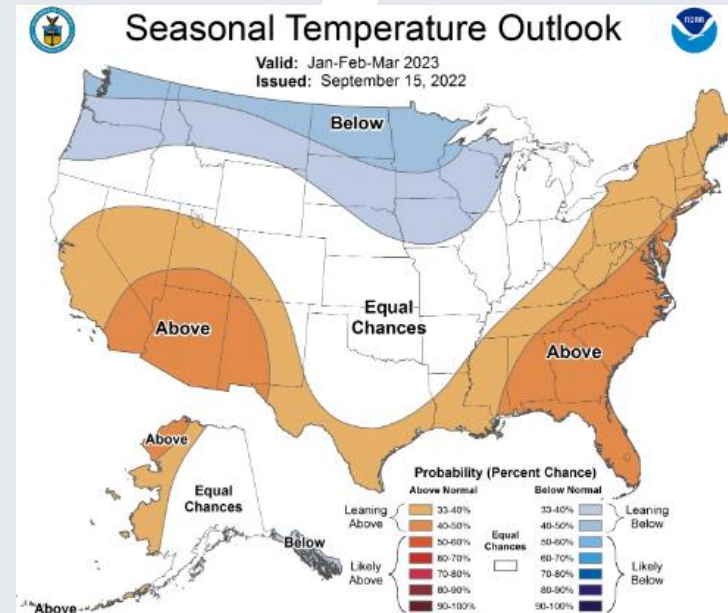 Seasonal Temperature Outlook
NOAA
Valid: Jan-Feb-Mar 2023
Issued: September 15, 2022
Below
Equal
Chances
Above
Above
Above
Equal
Chances
Below
Above
Probability (Percent Chance)
Above Normal
Below Normal
Leaning
Above
33-40%
40-50%
Likely
Above
50-60%
60-70%
70-80%
80-90%
90-100%
Equal
Chances
33-40%
40-50%
Leaning
Below
50-60%
60-70%
70-80%
80-90%
90-100%
Likely
Below